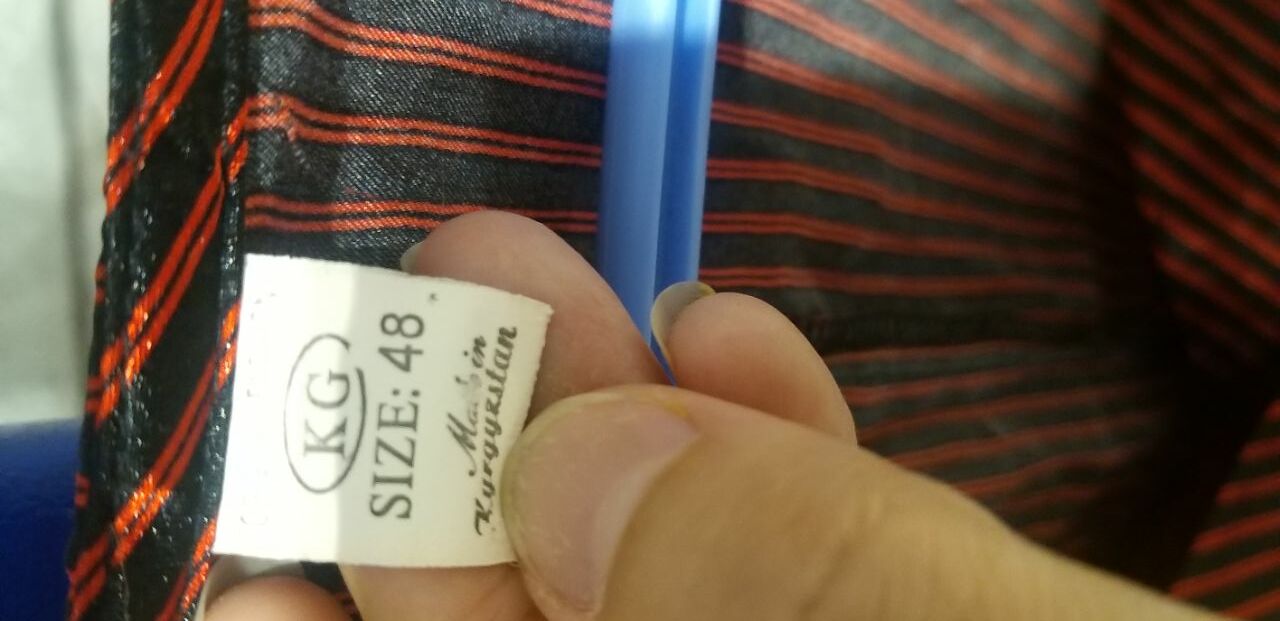 KG
SIZE: 48
Made in
Kyrgyzstan